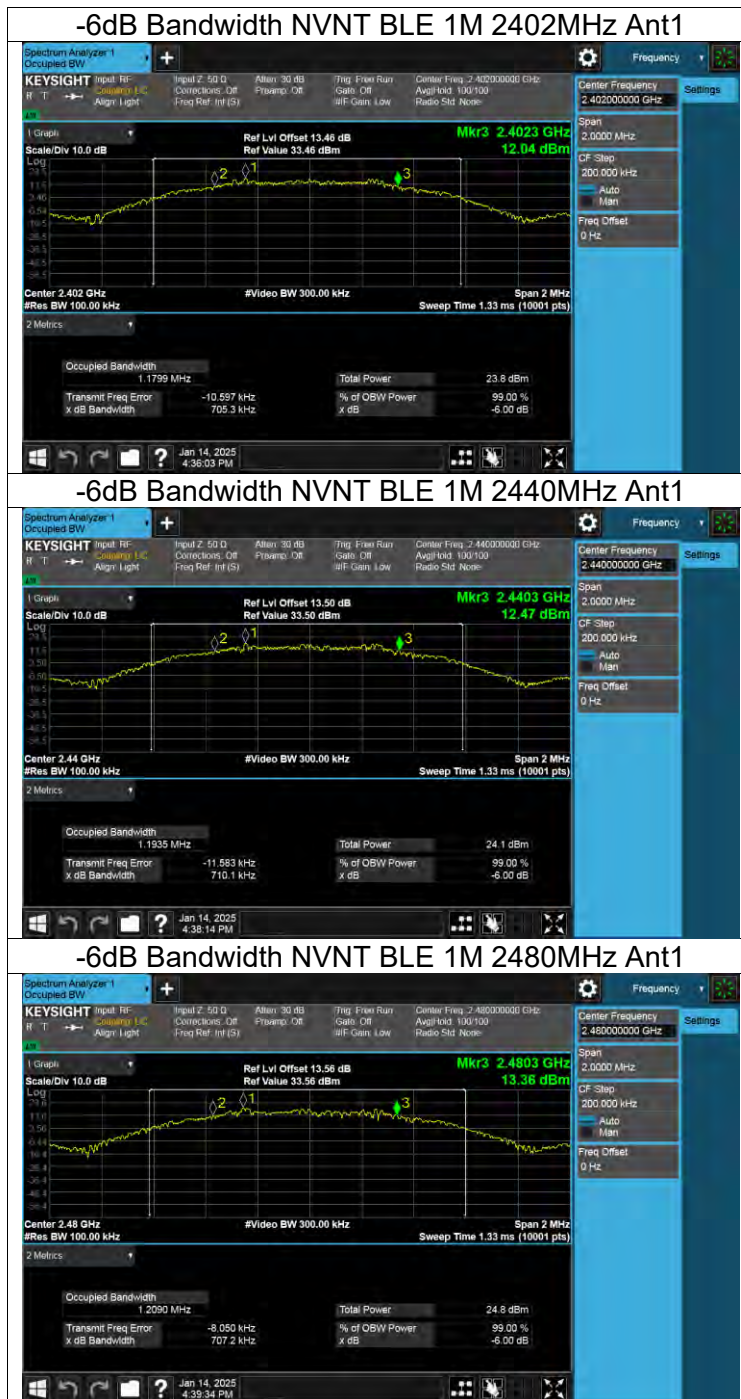 -6dB Bandwidth NVNT BLE 1M 2402MHz Ant1
Spectrum Analyzer 1
Occupied BW
+
Frequency
KEYSIGHT Input: RF Input Z: 50 Ω Atten: 30 dB Trig: Free Run Center Freq: 2.402000000 GHz
R T Corrections: Off Preamp: Off Gate: Off Avg|Hold: 100/100
Align: Light Freq Ref: Int (S) #IF Gain: Low Radio Std: None
Center Frequency
2.402000000 GHz
Settings
Span
2.0000 MHz
CF Step
200.000 kHz
Auto
Man
Freq Offset
0 Hz
1 Graph
Scale/Div 10.0 dB
Ref Lvl Offset 13.46 dB
Ref Value 33.46 dBm
Mkr3 2.4023 GHz
12.04 dBm
Log
2
1
3
Center 2.402 GHz
#Res BW 100.00 kHz
#Video BW 300.00 kHz
Span 2 MHz
Sweep Time 1.33 ms (10001 pts)
2 Metrics
Occupied Bandwidth
1.1799 MHz
Total Power 23.8 dBm
Transmit Freq Error -10.597 kHz % of OBW Power 99.00 %
x dB Bandwidth 705.3 kHz x dB -6.00 dB
?
Jan 14, 2025
4:36:03 PM
-6dB Bandwidth NVNT BLE 1M 2440MHz Ant1
Spectrum Analyzer 1
Occupied BW
+
Frequency
KEYSIGHT Input: RF Input Z: 50 Ω Atten: 30 dB Trig: Free Run Center Freq: 2.440000000 GHz
R T Corrections: Off Preamp: Off Gate: Off Avg|Hold: 100/100
Align: Light Freq Ref: Int (S) #IF Gain: Low Radio Std: None
Center Frequency
2.440000000 GHz
Settings
Span
2.0000 MHz
CF Step
200.000 kHz
Auto
Man
Freq Offset
0 Hz
1 Graph
Scale/Div 10.0 dB
Ref Lvl Offset 13.50 dB
Ref Value 33.50 dBm
Mkr3 2.4403 GHz
12.47 dBm
Log
2
1
3
Center 2.44 GHz
#Res BW 100.00 kHz
#Video BW 300.00 kHz
Span 2 MHz
Sweep Time 1.33 ms (10001 pts)
2 Metrics
Occupied Bandwidth
1.1935 MHz
Total Power 24.1 dBm
Transmit Freq Error -11.583 kHz % of OBW Power 99.00 %
x dB Bandwidth 710.1 kHz x dB -6.00 dB
?
Jan 14, 2025
4:38:14 PM
-6dB Bandwidth NVNT BLE 1M 2480MHz Ant1
Spectrum Analyzer 1
Occupied BW
+
Frequency
KEYSIGHT Input: RF Input Z: 50 Ω Atten: 30 dB Trig: Free Run Center Freq: 2.480000000 GHz
R T Corrections: Off Preamp: Off Gate: Off Avg|Hold: 100/100
Align: Light Freq Ref: Int (S) #IF Gain: Low Radio Std: None
Center Frequency
2.480000000 GHz
Settings
Span
2.0000 MHz
CF Step
200.000 kHz
Auto
Man
Freq Offset
0 Hz
1 Graph
Scale/Div 10.0 dB
Ref Lvl Offset 13.56 dB
Ref Value 33.56 dBm
Mkr3 2.4803 GHz
13.36 dBm
Log
2
1
3
Center 2.48 GHz
#Res BW 100.00 kHz
#Video BW 300.00 kHz
Span 2 MHz
Sweep Time 1.33 ms (10001 pts)
2 Metrics
Occupied Bandwidth
1.2090 MHz
Total Power 24.8 dBm
Transmit Freq Error -8.050 kHz % of OBW Power 99.00 %
x dB Bandwidth 707.2 kHz x dB -6.00 dB
?
Jan 14, 2025
4:39:34 PM